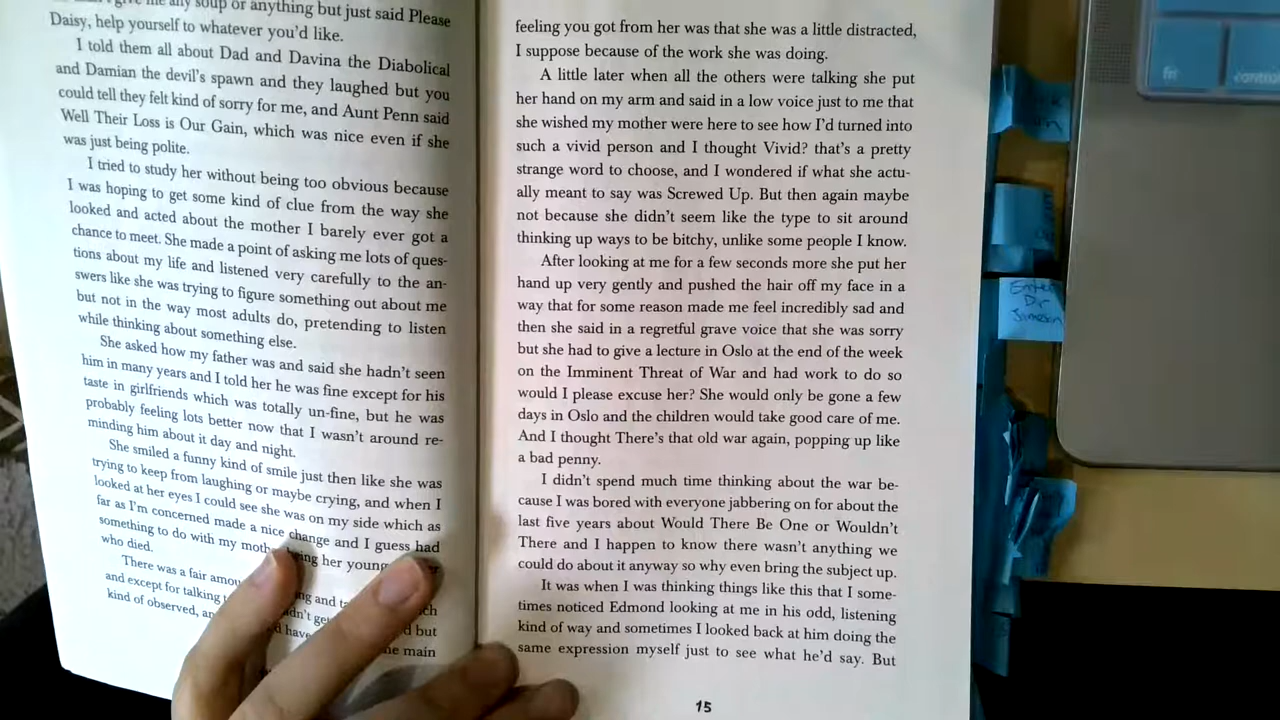 me any soup or anything but just said Please
Daisy, help yourself to whatever you'd like.
I told them all about Dad and Davina the Diabolical
and Damian the devil's spawn and they laughed but you
could tell they felt kind of sorry for me, and Aunt Penn said
Well Their Loss is Our Gain, which was nice even if she
was just being polite.
I tried to study her without being too obvious because
I was hoping to get some kind of clue from the way she
looked and acted about the mother I barely ever got a
chance to meet. She made a point of asking me lots of ques-
tions about my life and listened very carefully to the an-
swers like she was trying to figure something out about me
but not in the way most adults do, pretending to listen
while thinking about something else.
She asked how my father was and said she hadn't seen
him in many years and I told her he was fine except for his
taste in girlfriends which was totally un-fine, but he was
probably feeling lots better now that I wasn't around re-
minding him about it day and night.
She smiled a funny kind of smile just then like she was
trying to keep from laughing or maybe crying, and when I
looked at her eyes I could see she was on my side which as
far as I'm concerned made a nice change and I guess had
something to do with my mother being her young
who died.
There was a fair
and except for talking
kind of observed,
but
main
feeling you got from her was that she was a little distracted,
I suppose because of the work she was doing.
A little later when all the others were talking she put
her hand on my arm and said in a low voice just to me that
she wished my mother were here to see how I'd turned into
such a vivid person and I thought Vivid? that's a pretty
strange word to choose, and I wondered if what she actu-
ally meant to say was Screwed Up. But then again maybe
not because she didn't seem like the type to sit around
thinking up ways to be bitchy, unlike some people I know.
After looking at me for a few seconds more she put her
hand up very gently and pushed the hair off my face in a
way that for some reason made me feel incredibly sad and
then she said in a regretful grave voice that she was sorry
but she had to give a lecture in Oslo at the end of the week
on the Imminent Threat of War and had work to do so
would I please excuse her? She would only be gone a few
days in Oslo and the children would take good care of me.
And I thought There's that old war again, popping up like
a bad penny.
I didn't spend much time thinking about the war be-
cause I was bored with everyone jabbering on for about the
last five years about Would There Be One or Wouldn't
There and I happen to know there wasn't anything we
could do about it anyway so why even bring the subject up.
It was when I was thinking things like this that I some-
times noticed Edmond looking at me in his odd, listening
kind of way and sometimes I looked back at him doing the
same expression myself just to see what he'd say. But
15
Enter
Dr
Jameson
fn
control